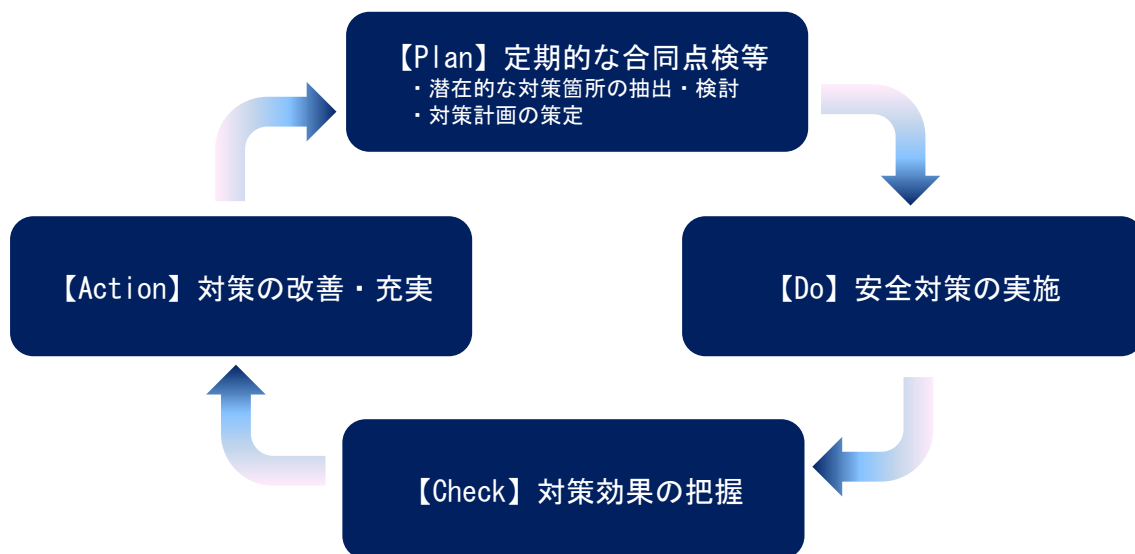 【Plan】定期的な合同点検等
・潜在的な対策箇所の抽出・検討
・対策計画の策定
【Action】対策の改善・充実
【Do】安全対策の実施
【Check】対策効果の把握